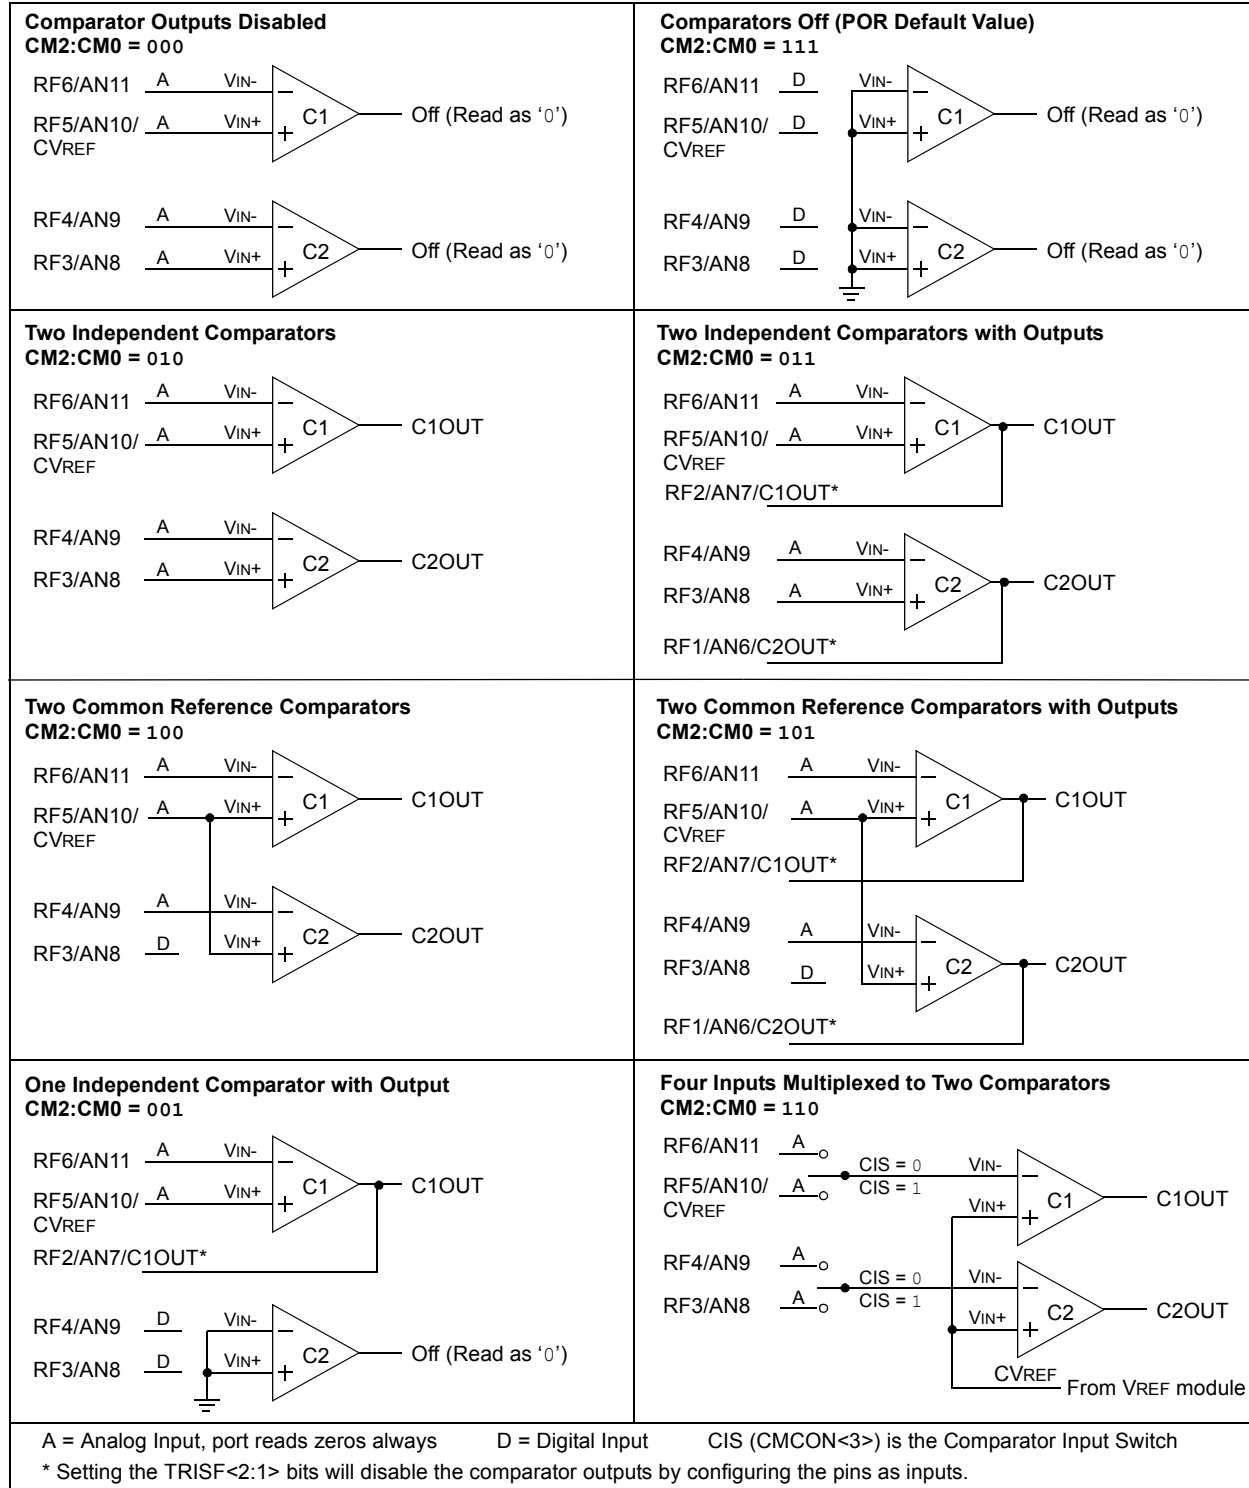 Comparator Outputs Disabled
CM2:CM0 = 000
RF6/AN11 A VIN-
RF5/AN10/ A VIN+
CVREF
C1 Off (Read as ‘0’)
RF4/AN9 A VIN-
RF3/AN8 A VIN+
C2 Off (Read as ‘0’)
Comparators Off (POR Default Value)
CM2:CM0 = 111
RF6/AN11 D VIN-
RF5/AN10/ D VIN+
CVREF
C1 Off (Read as ‘0’)
RF4/AN9 D VIN-
RF3/AN8 D VIN+
C2 Off (Read as ‘0’)
Two Independent Comparators
CM2:CM0 = 010
RF6/AN11 A VIN-
RF5/AN10/ A VIN+
CVREF
C1 C1OUT
RF4/AN9 A VIN-
RF3/AN8 A VIN+
C2 C2OUT
Two Independent Comparators with Outputs
CM2:CM0 = 011
RF6/AN11 A VIN-
RF5/AN10/ A VIN+
CVREF
C1 C1OUT
RF2/AN7/C1OUT*
RF4/AN9 A VIN-
RF3/AN8 A VIN+
C2 C2OUT
RF1/AN6/C2OUT*
Two Common Reference Comparators
CM2:CM0 = 100
RF6/AN11 A VIN-
RF5/AN10/ A VIN+
CVREF
C1 C1OUT
RF4/AN9 A VIN-
RF3/AN8 D VIN+
C2 C2OUT
Two Common Reference Comparators with Outputs
CM2:CM0 = 101
RF6/AN11 A VIN-
RF5/AN10/ A VIN+
CVREF
C1 C1OUT
RF2/AN7/C1OUT*
RF4/AN9 A VIN-
RF3/AN8 D VIN+
C2 C2OUT
RF1/AN6/C2OUT*
One Independent Comparator with Output
CM2:CM0 = 001
RF6/AN11 A VIN-
RF5/AN10/ A VIN+
CVREF
C1 C1OUT
RF2/AN7/C1OUT*
RF4/AN9 D VIN-
RF3/AN8 D VIN+
C2 Off (Read as ‘0’)
Four Inputs Multiplexed to Two Comparators
CM2:CM0 = 110
RF6/AN11 A
CIS = 0 VIN-
RF5/AN10/ A CIS = 1
CVREF
VIN+ C1 C1OUT
RF4/AN9 A
CIS = 0 VIN-
RF3/AN8 A CIS = 1
VIN+ C2 C2OUT
CVREF
From VREF module
A = Analog Input, port reads zeros always D = Digital Input CIS (CMCON<3>) is the Comparator Input Switch
* Setting the TRISF<2:1> bits will disable the comparator outputs by configuring the pins as inputs.